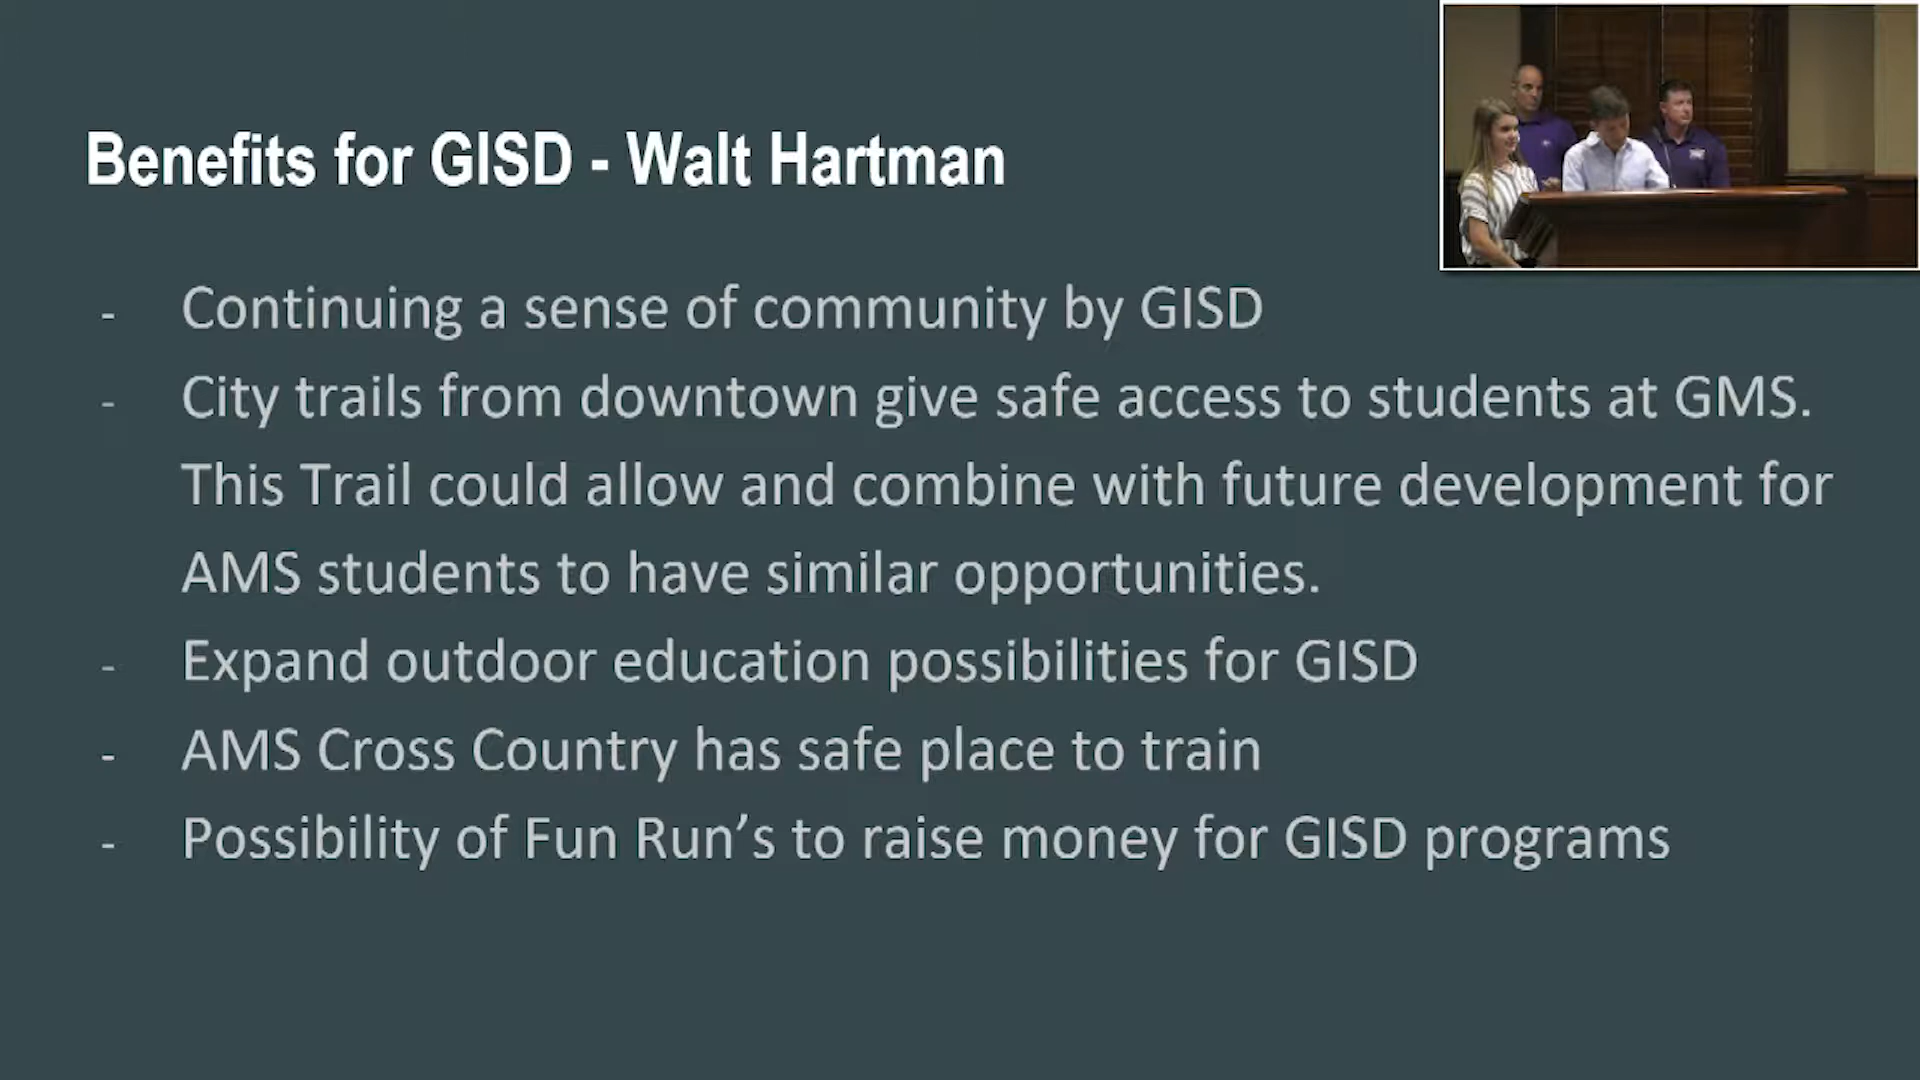 Benefits for GISD - Walt Hartman
- Continuing a sense of community by GISD
- City trails from downtown give safe access to students at GMS.
This Trail could allow and combine with future development for
AMS students to have similar opportunities.
- Expand outdoor education possibilities for GISD
- AMS Cross Country has safe place to train
- Possibility of Fun Run’s to raise money for GISD programs